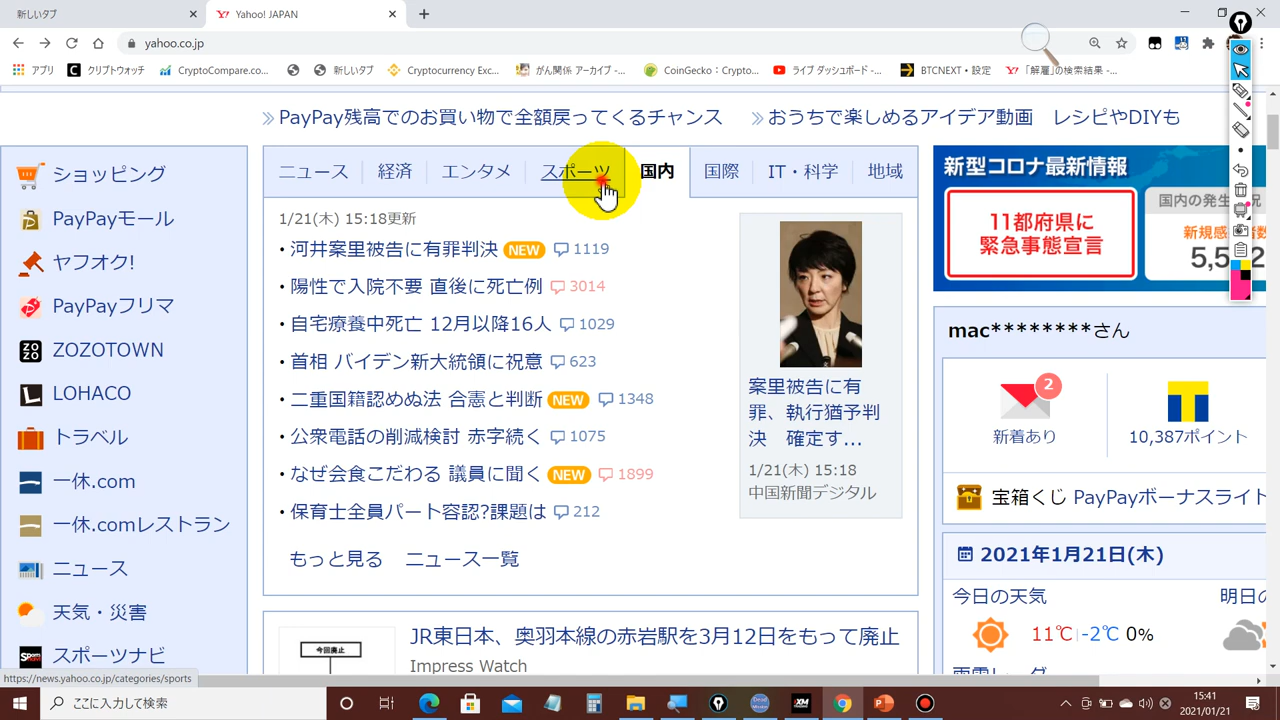 新しいタブ
Yahoo! JAPAN
yahoo.co.jp
アプリ
クリプトウォッチ
CryptoCompare.co...
新しいタブ
Cryptocurrency Exc...
がん関係 アーカイブ -...
CoinGecko: Crypto...
ライブ ダッシュボード -...
BTCNEXT・設定
「解雇」の検索結果 -...
PayPay残高でのお買い物で全額戻ってくるチャンス
おうちで楽しめるアイデア動画 レシピやDIYも
ショッピング
PayPayモール
ヤフオク!
PayPayフリマ
ZOZOTOWN
LOHACO
トラベル
一休.com
一休.comレストラン
ニュース
天気・災害
スポーツナビ
https://news.yahoo.co.jp/categories/sports
ニュース
経済
エンタメ
スポーツ
国内
国際
IT・科学
地域
1/21(木) 15:18更新
・河井案里被告に有罪判決 NEW 1119
・陽性で入院不要 直後に死亡例 3014
・自宅療養中死亡 12月以降16人 1029
・首相 バイデン新大統領に祝意 623
・二重国籍認めぬ法 合憲と判断 NEW 1348
・公衆電話の削減検討 赤字続く 1075
・なぜ会食こだわる 議員に聞く NEW 1899
・保育士全員パート容認?課題は 212
もっと見る ニュース一覧
案里被告に有
罪、執行猶予判
決 確定す...
1/21(木) 15:18
中国新聞デジタル
今回廃止
JR東日本、奥羽本線の赤岩駅を3月12日をもって廃止
Impress Watch
新型コロナ最新情報
11都府県に
緊急事態宣言
国内の発生
新規感
5,5
mac********さん
2
新着あり
10,387ポイント
宝箱くじ PayPayボーナスライト
2021年1月21日(木)
今日の天気
明日の
11℃ -2℃ 0%
ここに入力して検索
15:41
2021/01/21